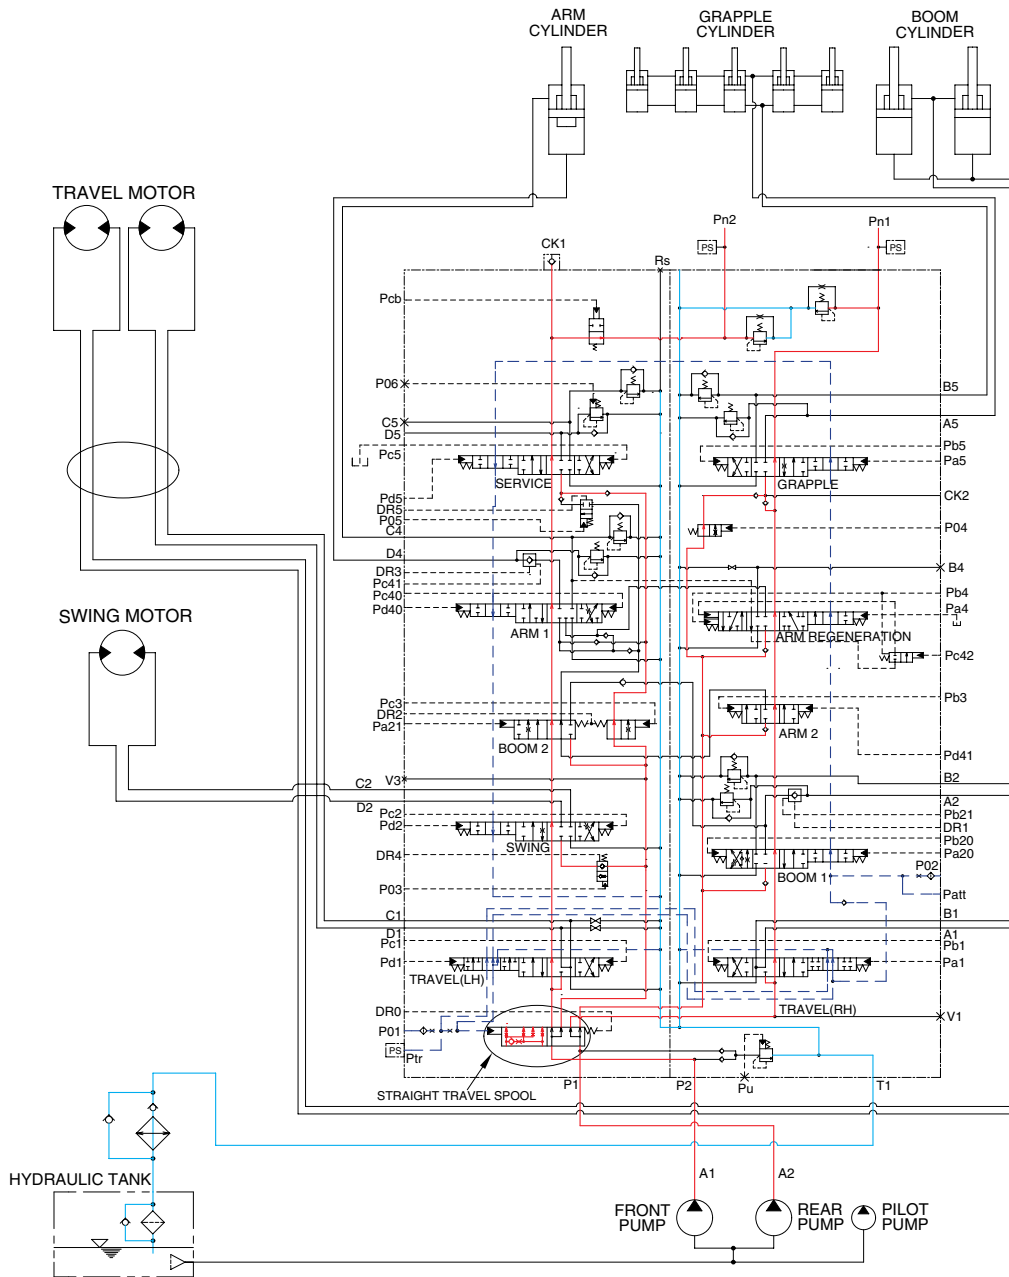 ARM
CYLINDER
GRAPPLE
CYLINDER
BOOM
CYLINDER
TRAVEL MOTOR
Pn2
Pn1
PS
PS
CK1
Rs
Pcb
P06
C5
D5
Pc5
B5
A5
Pb5
Pa5
SERVICE
GRAPPLE
Pd5
DR5
P05
C4
CK2
P04
D4
DR3
Pc41
Pc40
Pd40
B4
Pb4
Pa4
ARM 1
ARM REGENERATION
Pc42
SWING MOTOR
Pc3
DR2
Pa21
Pb3
BOOM 2
ARM 2
Pd41
V3
C2
D2
B2
A2
Pc2
Pd2
Pb21
DR1
Pb20
Pa20
SWING
DR4
BOOM 1
P02
P03
Patt
C1
D1
Pc1
Pd1
B1
A1
Pb1
Pa1
TRAVEL(LH)
TRAVEL(RH)
DR0
P01
V1
PS
Ptr
STRAIGHT TRAVEL SPOOL
P1
P2
Pu
T1
HYDRAULIC TANK
A1
A2
FRONT
PUMP
REAR
PUMP
PILOT
PUMP